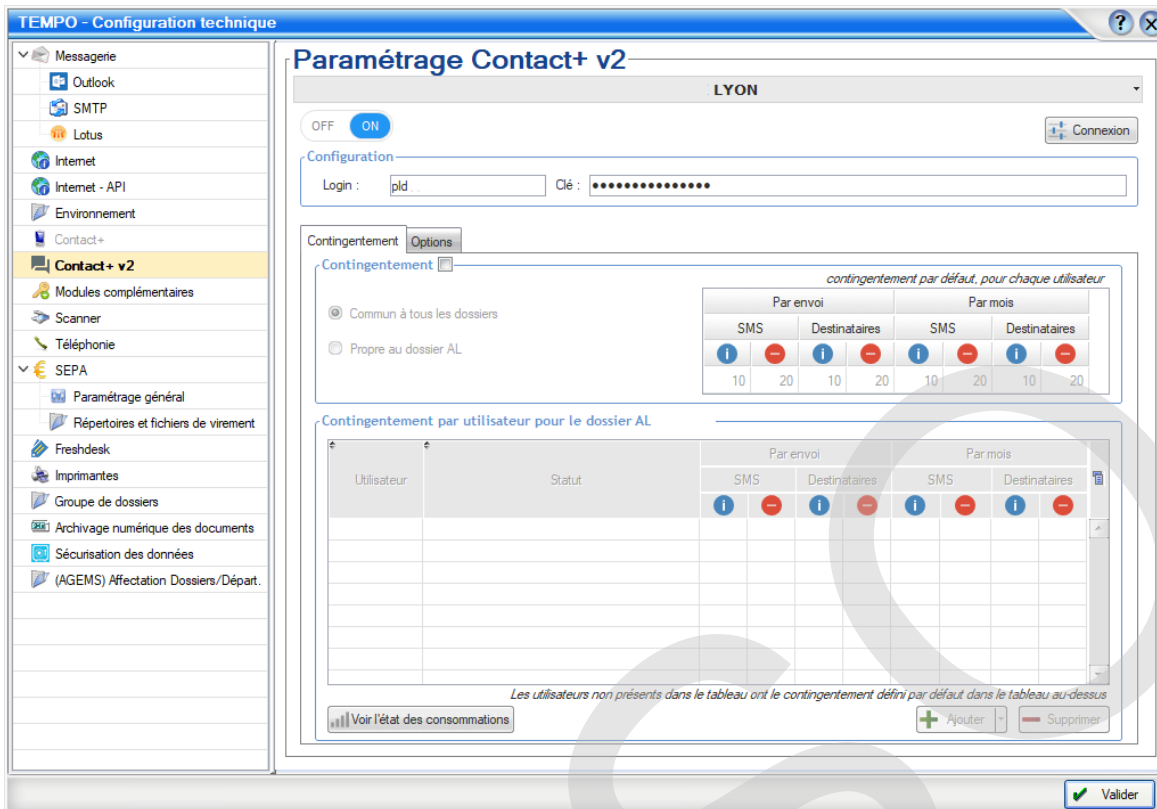 TEMPO - Configuration technique
Messagerie
Outlook
SMTP
Lotus
Internet
Internet - API
Environnement
Contact+
Contact+ v2
Modules complémentaires
Scanner
Téléphonie
SEPA
Paramétrage général
Répertoires et fichiers de virement
Freshdesk
Imprimantes
Groupe de dossiers
Archivage numérique des documents
Sécurisation des données
(AGEMS) Affectation Dossiers/Départ.
Paramétrage Contact+ v2
LYON
OFF ON
Connexion
Configuration
Login : pld Clé : •••••••••••••••
Contingentement Options
Contingentement
contingentement par défaut, pour chaque utilisateur
Commun à tous les dossiers
Propre au dossier AL
Par envoi Par mois
SMS Destinataires SMS Destinataires
10 20 10 20 10 20 10 20
Contingentement par utilisateur pour le dossier AL
Utilisateur Statut
Par envoi Par mois
SMS Destinataires SMS Destinataires
Les utilisateurs non présents dans le tableau ont le contingentement défini par défaut dans le tableau au-dessus
Voir l'état des consommations Ajouter Supprimer
Valider